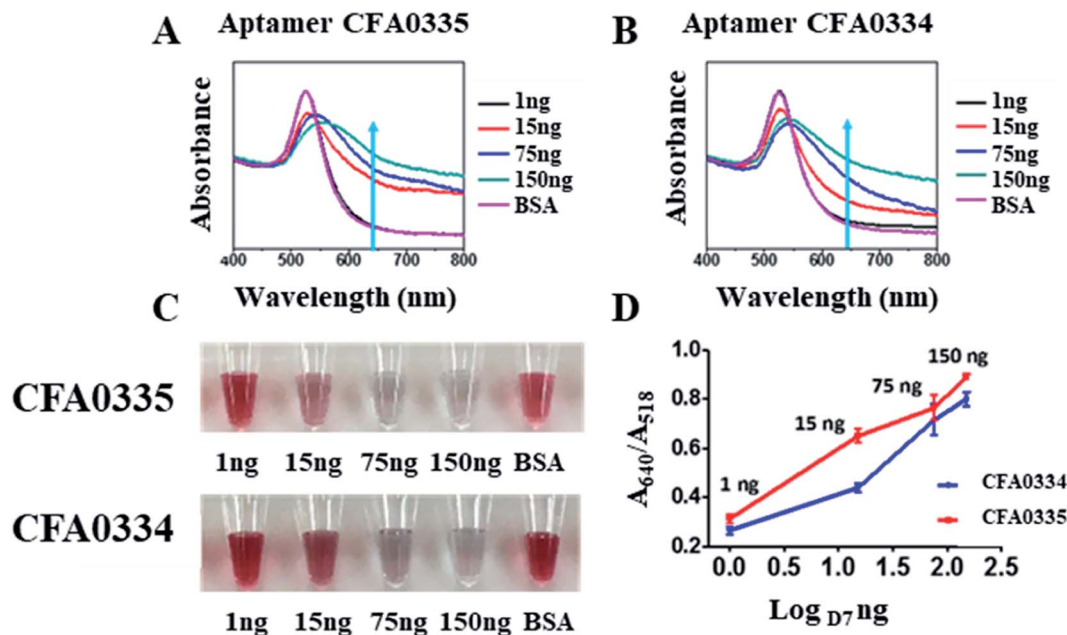 A Aptamer CFA0335
Absorbance
1ng
15ng
75ng
150ng
BSA
400 500 600 700 800
Wavelength (nm)
B Aptamer CFA0334
Absorbance
1ng
15ng
75ng
150ng
BSA
400 500 600 700 800
Wavelength (nm)
C
CFA0335
1ng 15ng 75ng 150ng BSA
CFA0334
1ng 15ng 75ng 150ng BSA
D
A640/A518
1.0
0.8
0.6
0.4
0.2
150 ng
75 ng
15 ng
1 ng
CFA0334
CFA0335
0.0 0.5 1.0 1.5 2.0 2.5
Log D7 ng